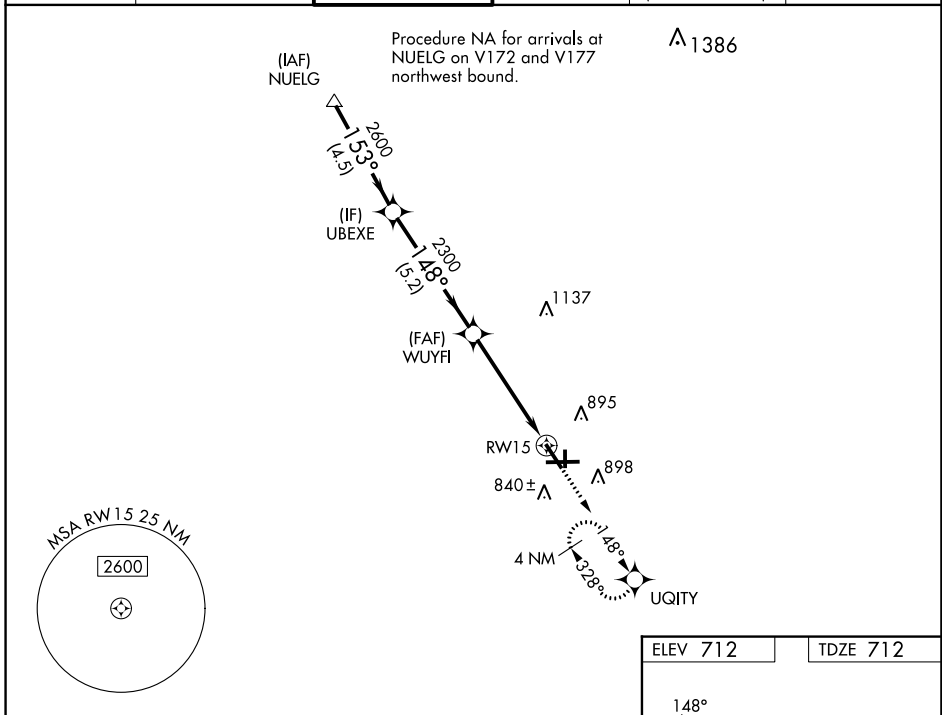 Procedure NA for arrivals at
NUELG on V172 and V177
northwest bound.
1386
(IAF)
NUELG
2600
153°
(4.5)
(IF)
UBEXE
2300
148°
(5.2)
1137
(FAF)
WUYFI
895
RW15
898
840±
MSA RW15 25 NM
2600
4 NM
148°
328°
UQITY
ELEV 712
TDZE 712
148°